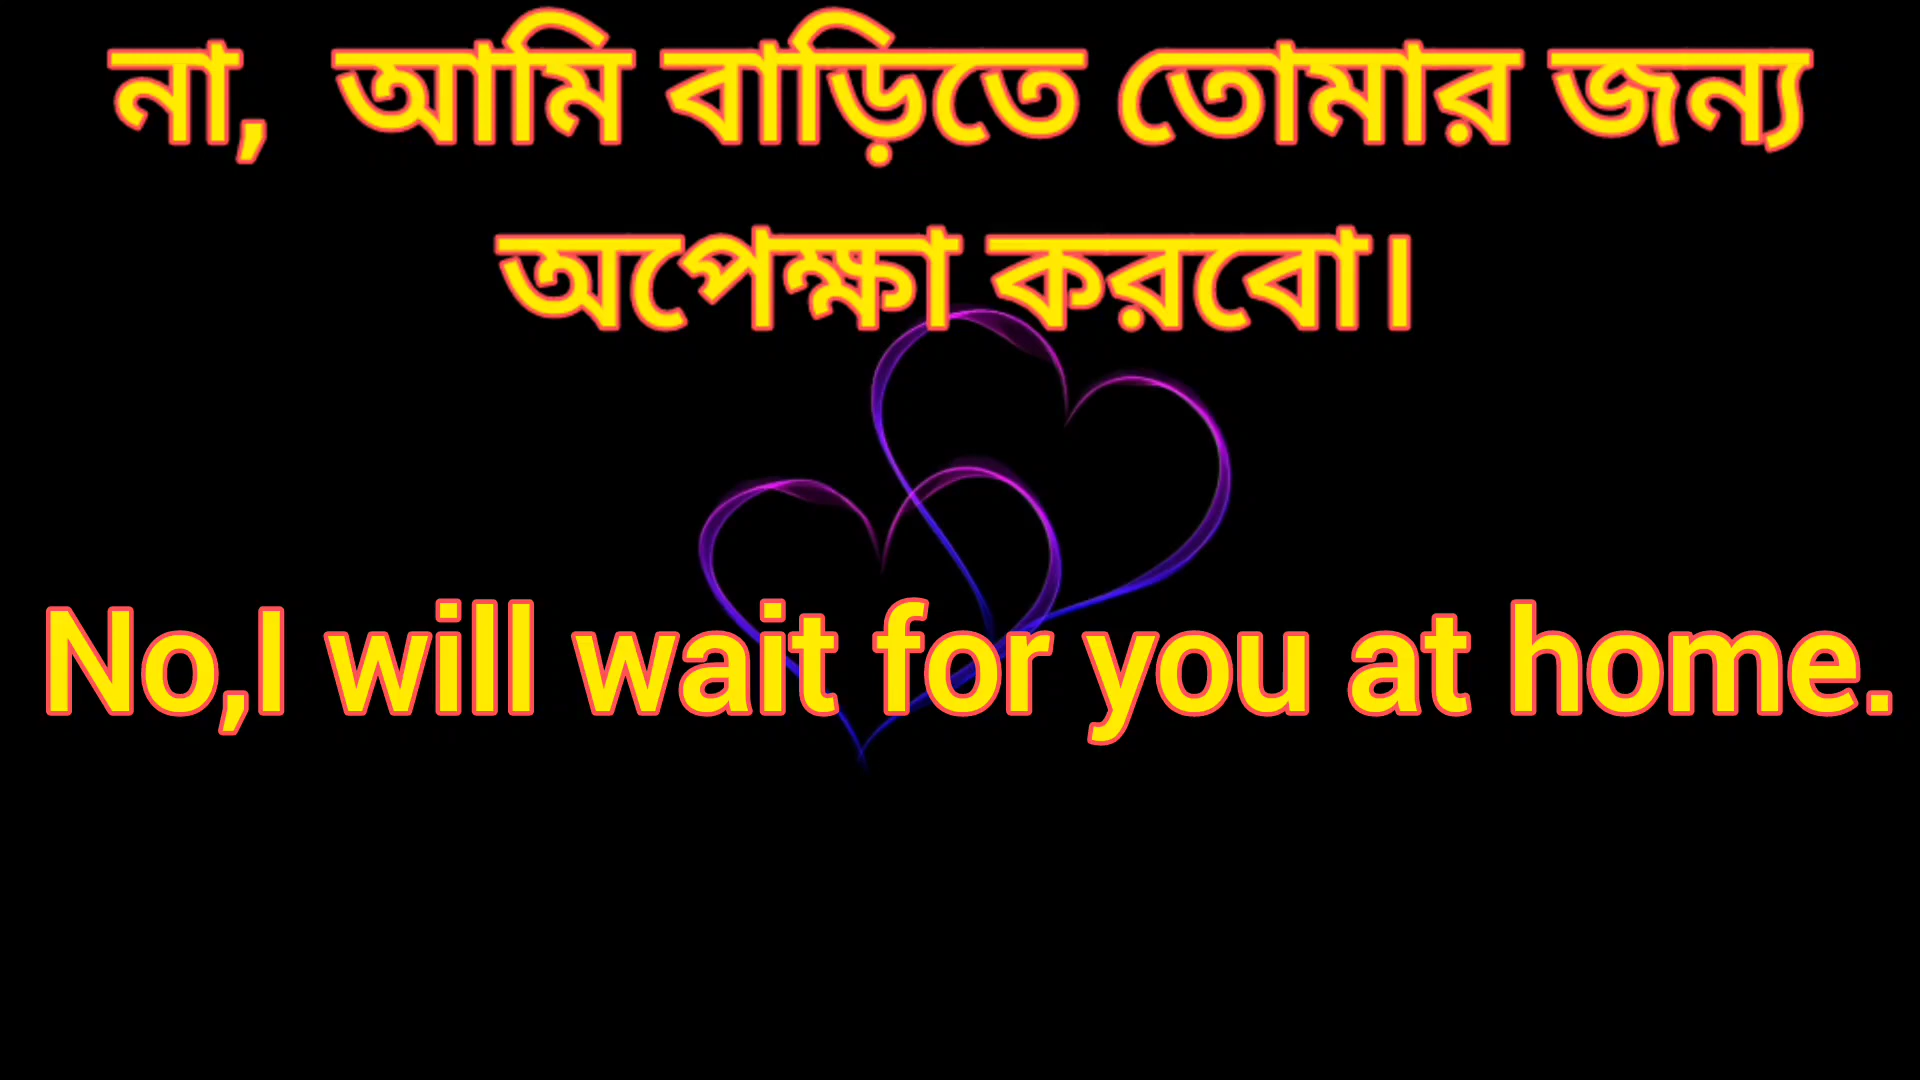 না, আমি বাড়িতে তোমার জন্য
অপেক্ষা করবো।
No,I will wait for you at home.